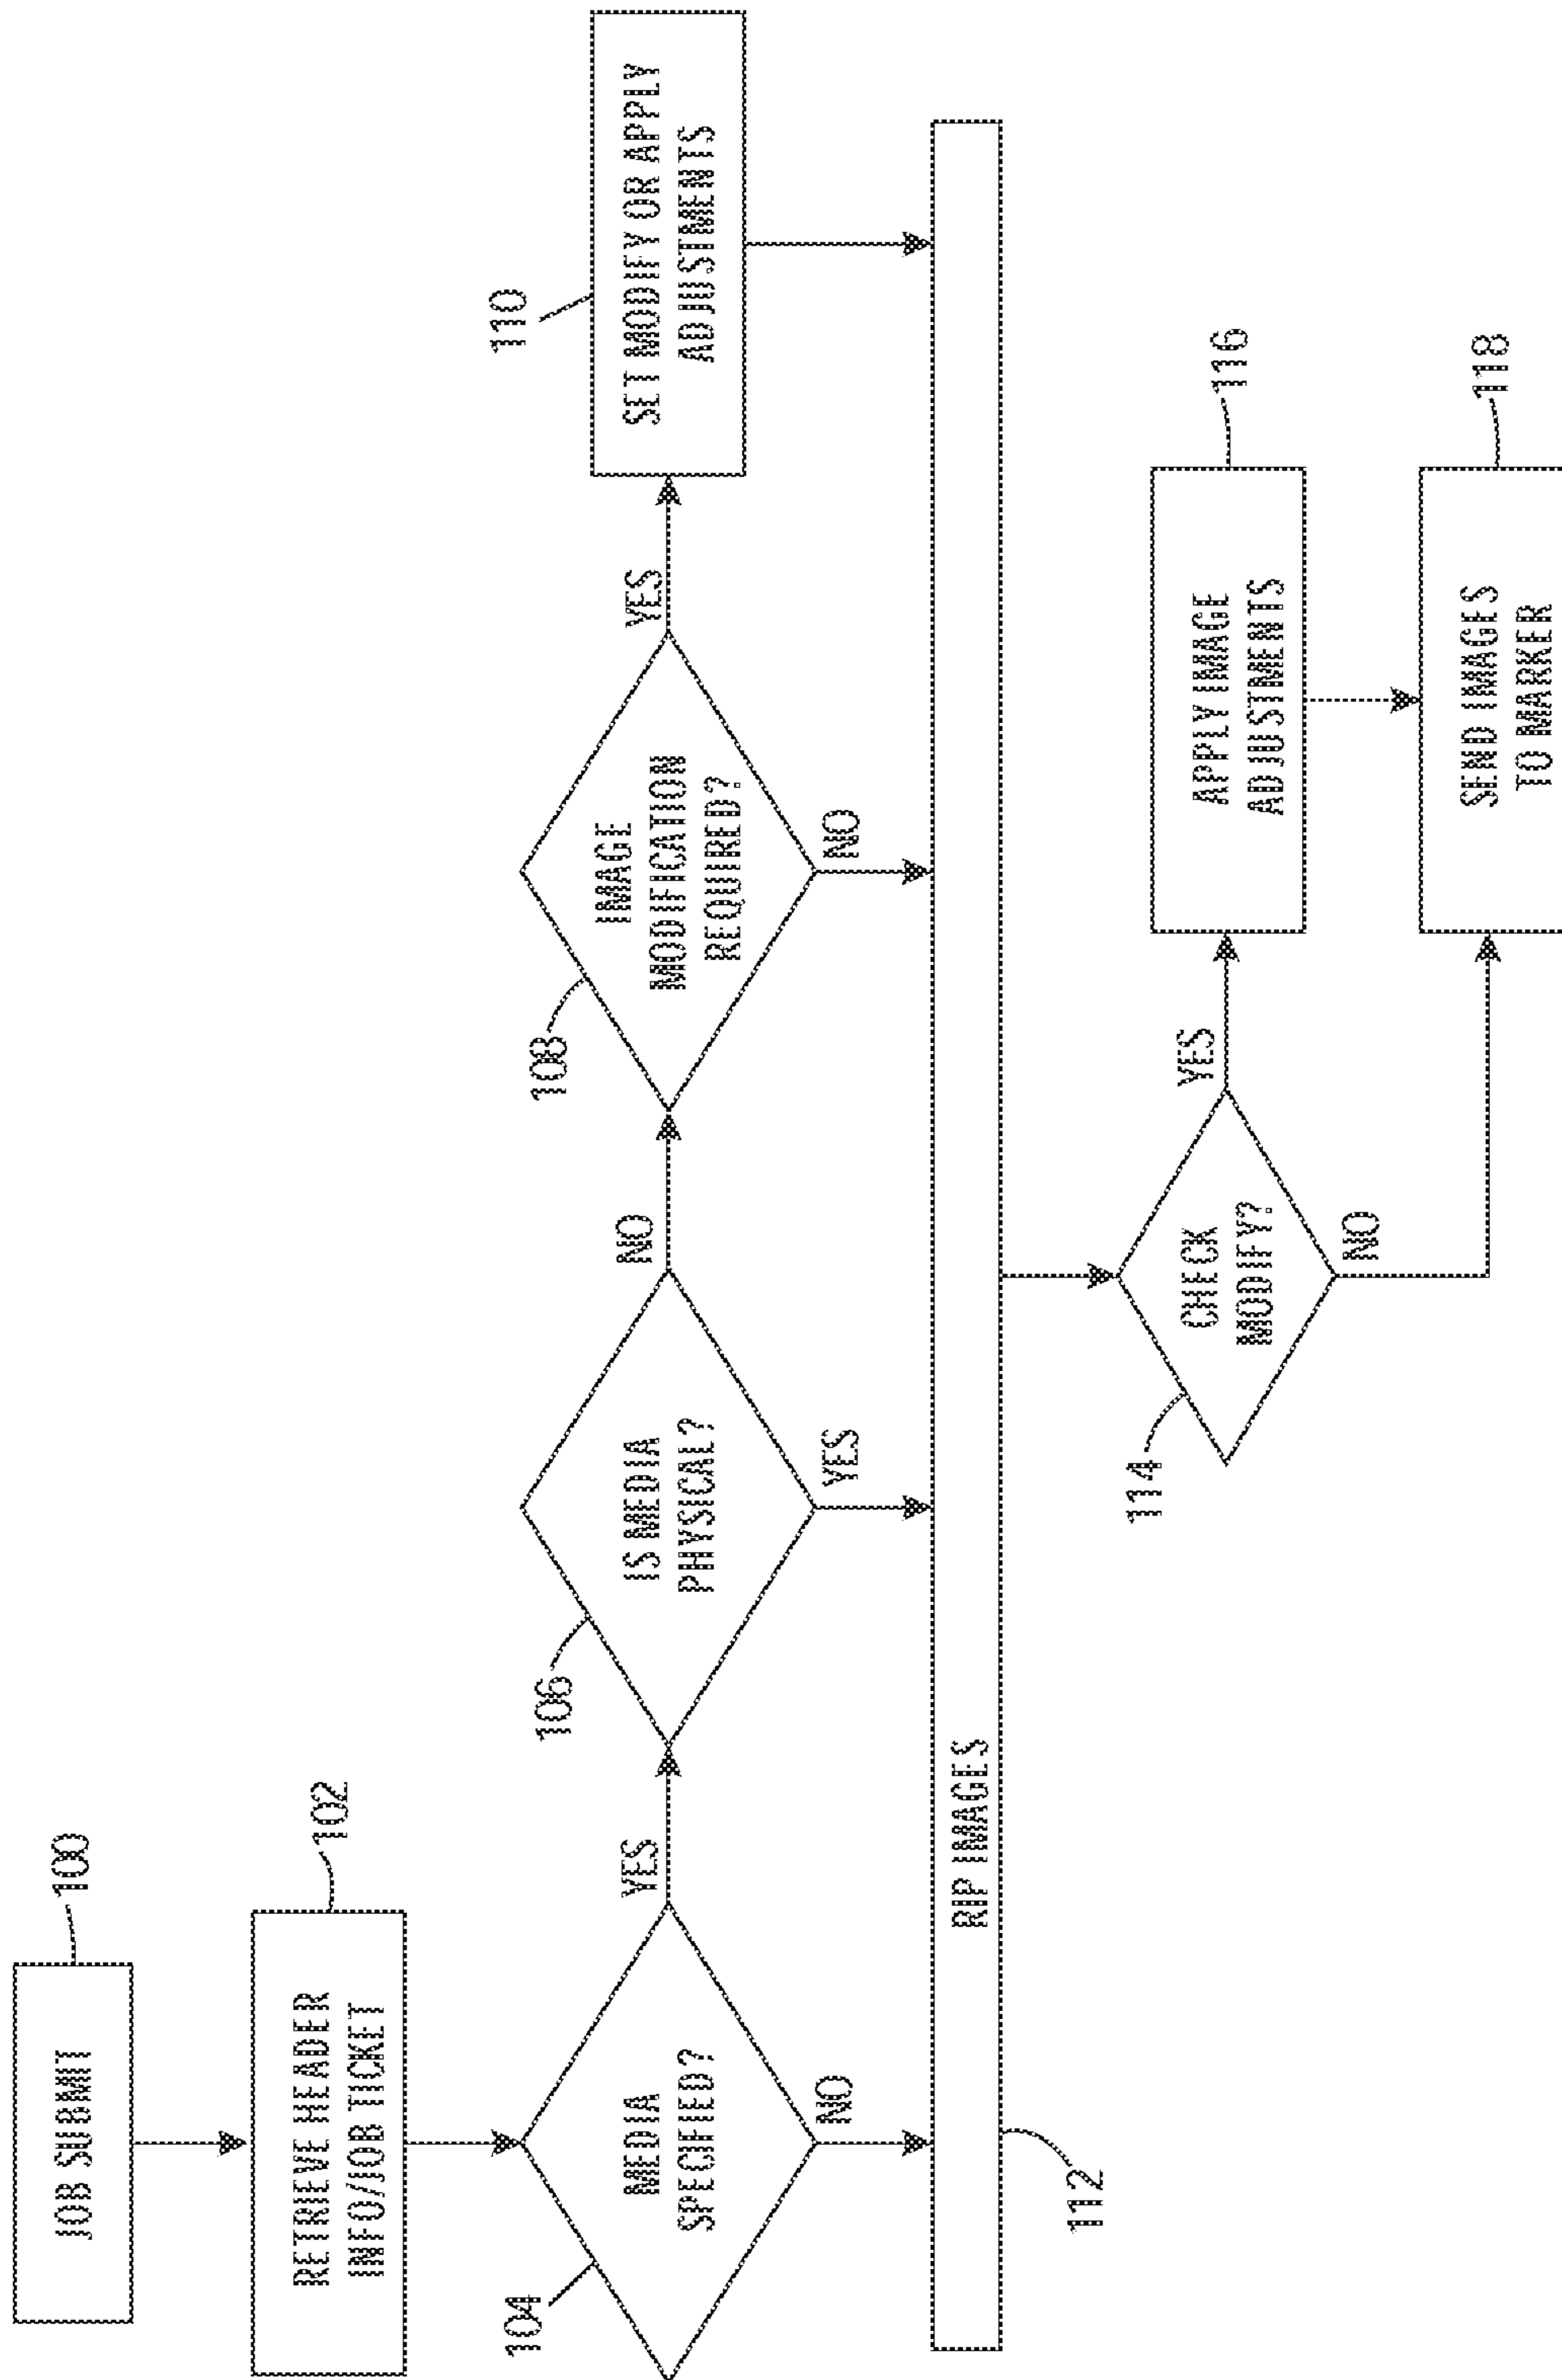 JOB SUBMIT
100
RETRIEVE HEADER
INFO/JOB TICKET
102
104
MEDIA
SPECIFIED?
YES
NO
106
IS MEDIA
PHYSICAL?
NO
YES
108
IMAGE
MODIFICATION
REQUIRED?
YES
NO
110
SET MODIFY OR APPLY
ADJUSTMENTS
RIP IMAGES
112
114
CHECK
MODIFY?
YES
NO
APPLY IMAGE
ADJUSTMENTS
116
SEND IMAGES
TO MARKER
118